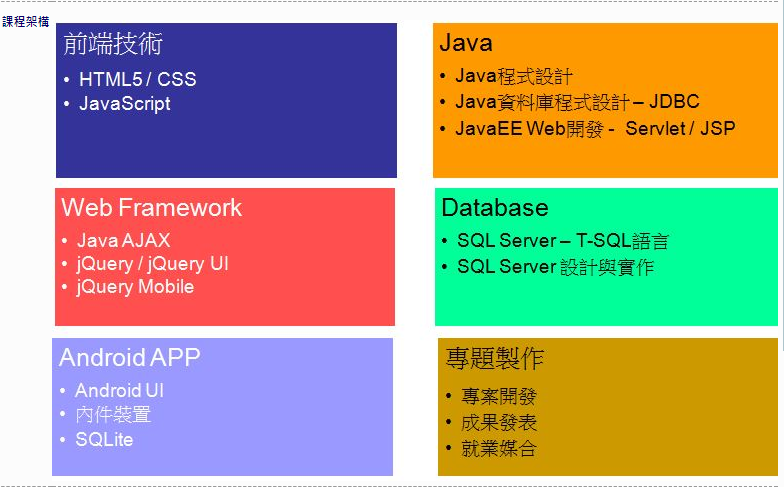 課程架構
前端技術
• HTML5 / CSS
• JavaScript
Java
• Java程式設計
• Java資料庫程式設計 – JDBC
• JavaEE Web開發 - Servlet / JSP
Web Framework
• Java AJAX
• jQuery / jQuery UI
• jQuery Mobile
Database
• SQL Server – T-SQL語言
• SQL Server 設計與實作
Android APP
• Android UI
• 內件裝置
• SQLite
專題製作
• 專案開發
• 成果發表
• 就業媒合